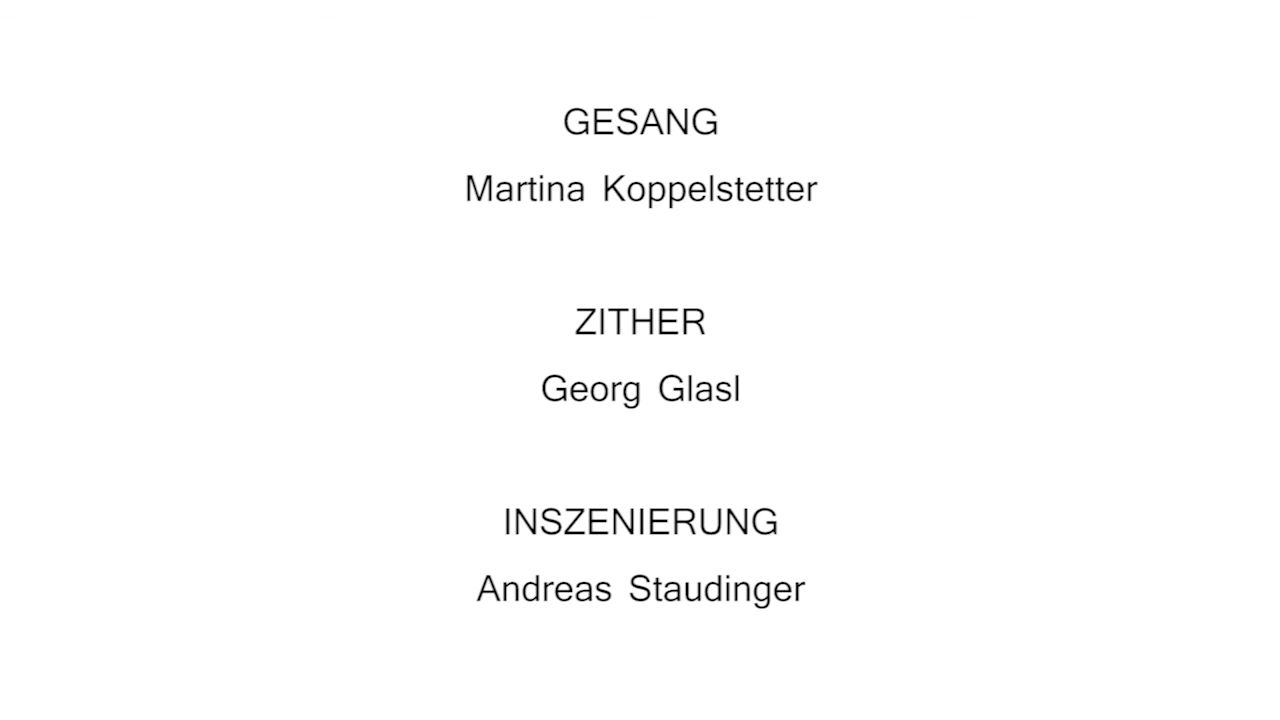 GESANG
Martina Koppelstetter
ZITHER
Georg Glasl
INSZENIERUNG
Andreas Staudinger